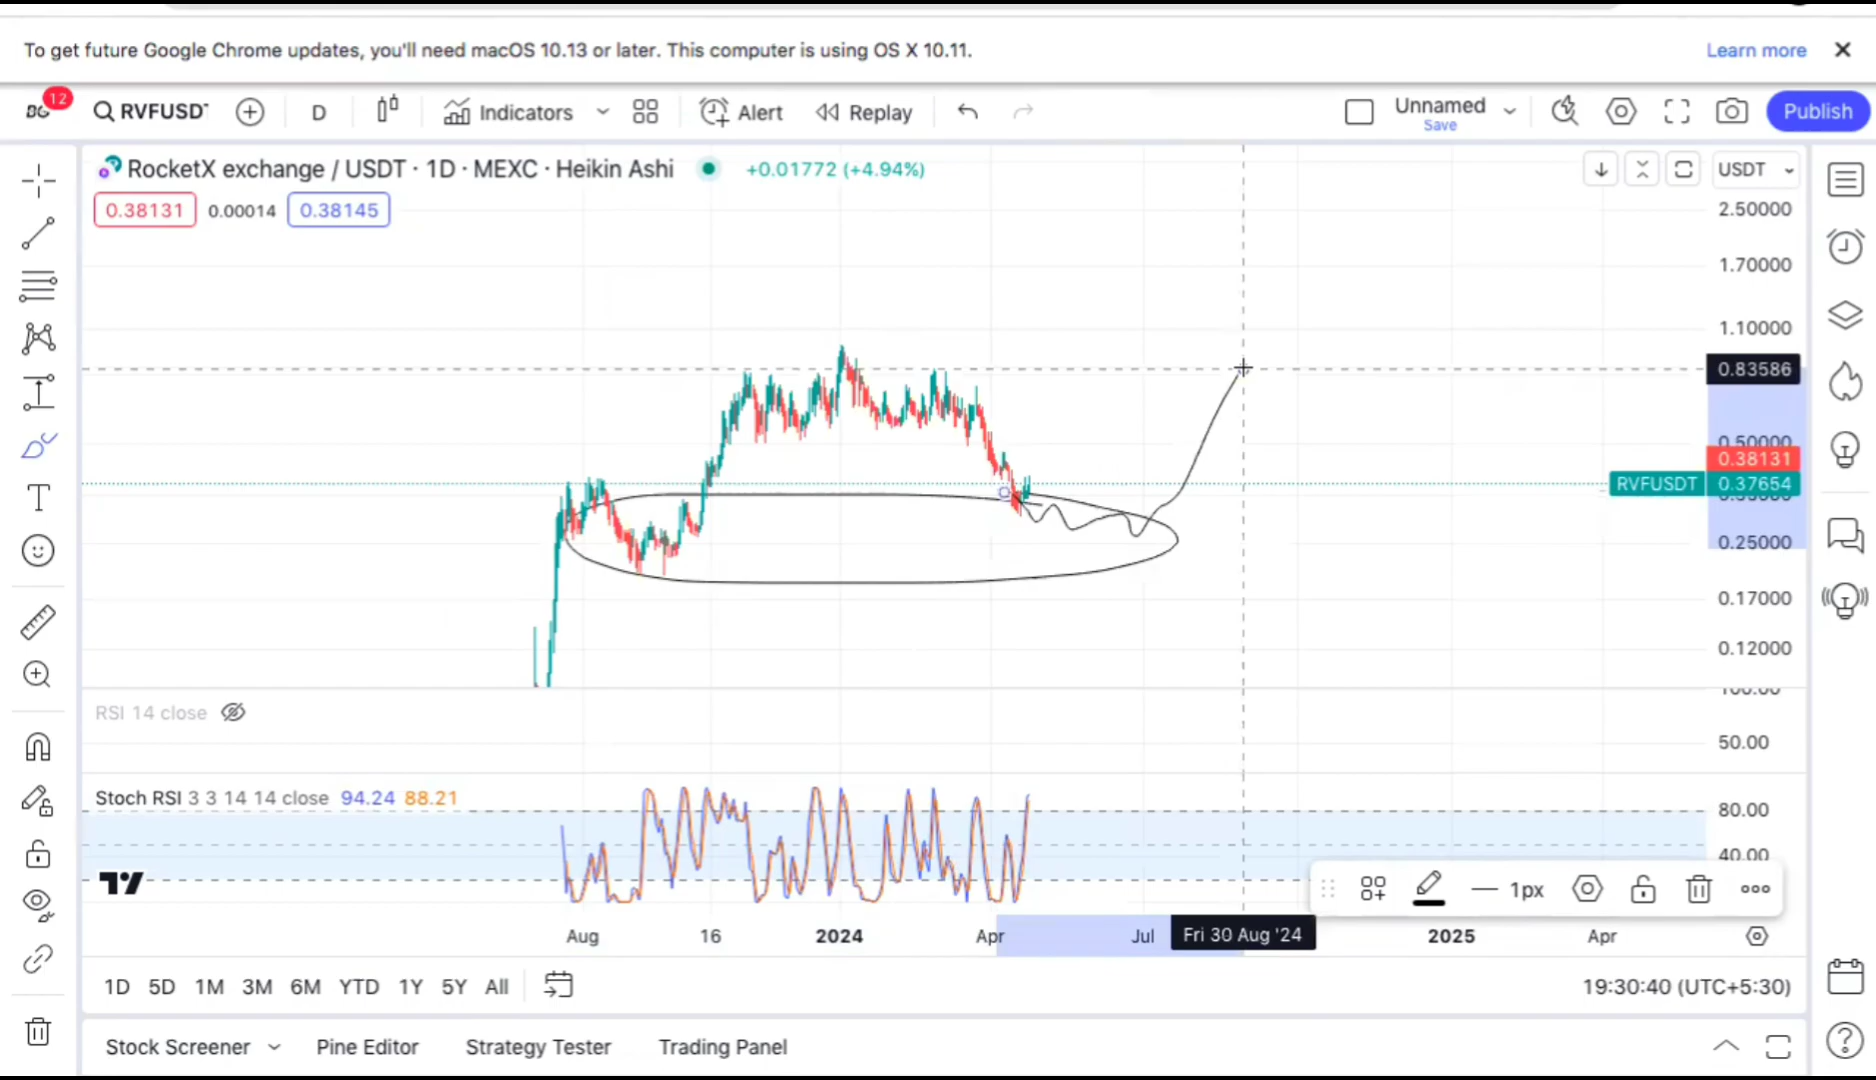 To get future Google Chrome updates, you'll need macOS 10.13 or later. This computer is using OS X 10.11.
Learn more
12
RVFUSD
D
Indicators
Alert
Replay
Unnamed
Save
Publish
RocketX exchange / USDT · 1D · MEXC · Heikin Ashi
+0.01772 (+4.94%)
USDT
0.38131
0.00014
0.38145
2.50000
1.70000
1.10000
0.83586
0.50000
0.38131
RVFUSDT
0.37654
0.25000
0.17000
0.12000
100.00
RSI 14 close
50.00
Stoch RSI 3 3 14 14 close 94.24 88.21
80.00
40.00
1px
Aug
16
2024
Apr
Jul
Fri 30 Aug '24
2025
Apr
1D
5D
1M
3M
6M
YTD
1Y
5Y
All
19:30:40 (UTC+5:30)
Stock Screener
Pine Editor
Strategy Tester
Trading Panel